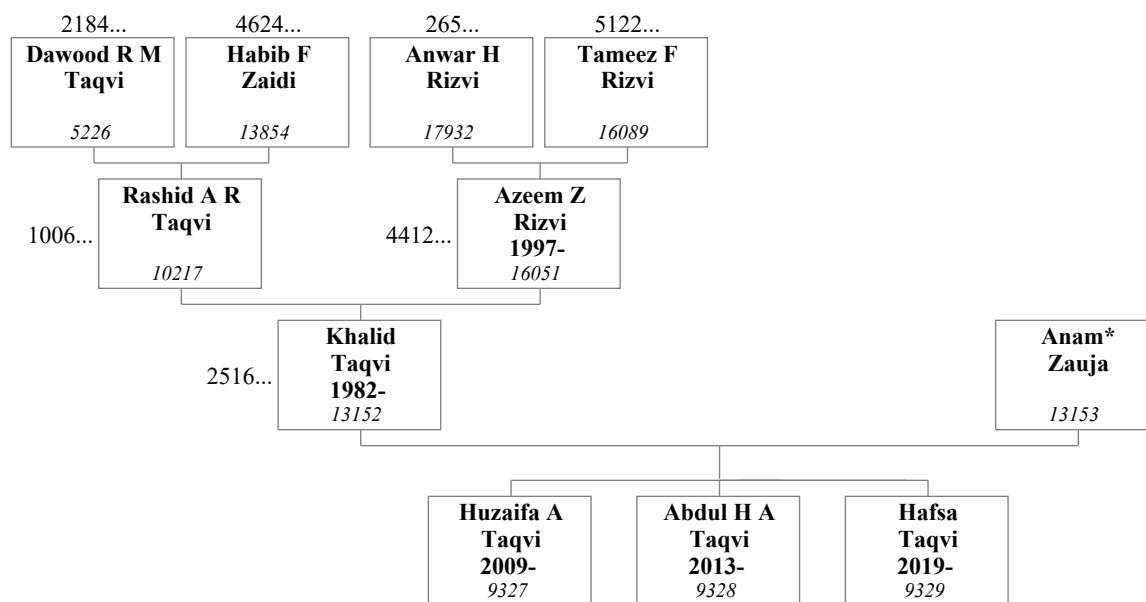 2184... 4624... 265... 5122...
Dawood R M
Taqvi
5226
Habib F
Zaidi
13854
Anwar H
Rizvi
17932
Tameez F
Rizvi
16089
1006...
Rashid A R
Taqvi
10217
4412...
Azeem Z
Rizvi
1997-
16051
2516...
Khalid
Taqvi
1982-
13152
Anam*
Zauja
13153
Huzaifa A
Taqvi
2009-
9327
Abdul H A
Taqvi
2013-
9328
Hafsa
Taqvi
2019-
9329